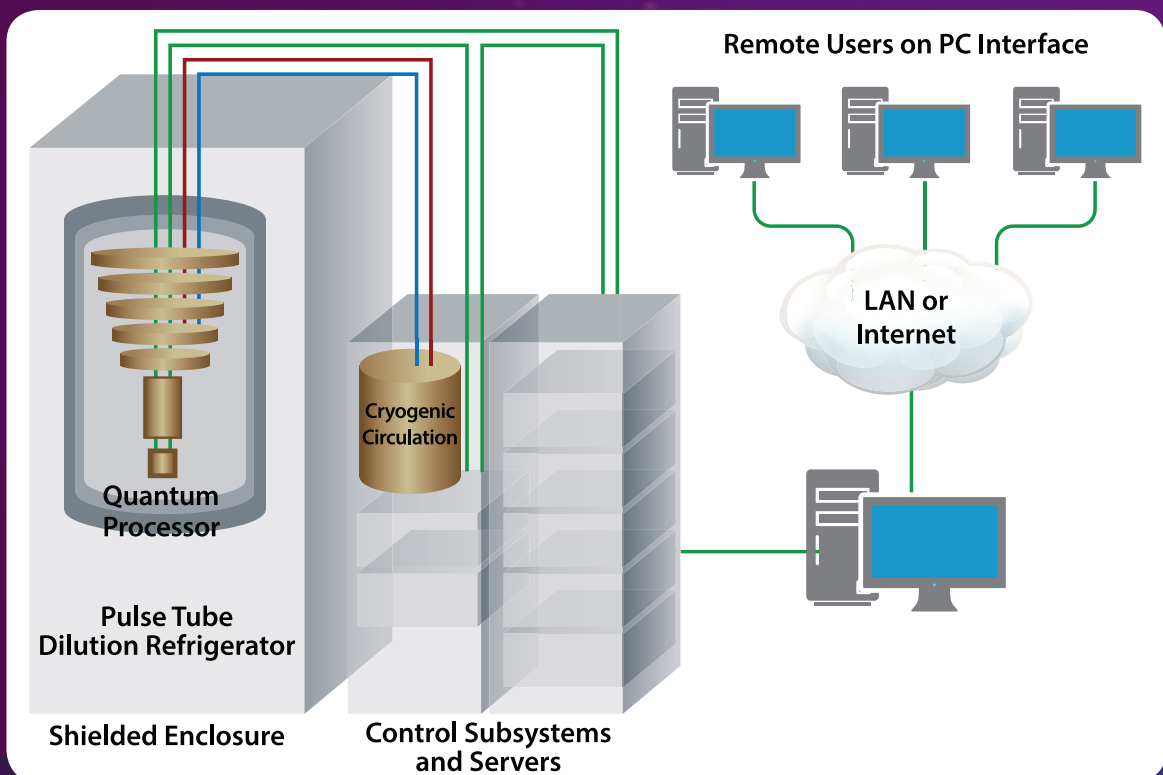 Remote Users on PC Interface
LAN or
Internet
Cryogenic
Circulation
Quantum
Processor
Pulse Tube
Dilution Refrigerator
Shielded Enclosure
Control Subsystems
and Servers